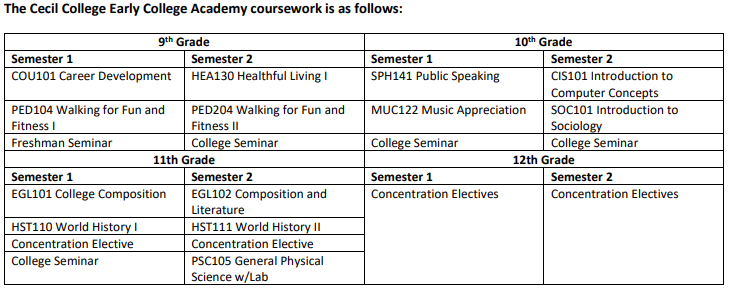 The Cecil College Early College Academy coursework is as follows:
9th Grade 10th Grade
Semester 1 Semester 2 Semester 1 Semester 2
COU101 Career Development HEA130 Healthful Living I SPH141 Public Speaking CIS101 Introduction to
Computer Concepts
PED104 Walking for Fun and PED204 Walking for Fun and MUC122 Music Appreciation SOC101 Introduction to
Fitness I Fitness II Sociology
Freshman Seminar College Seminar College Seminar College Seminar
11th Grade 12th Grade
Semester 1 Semester 2 Semester 1 Semester 2
EGL101 College Composition EGL102 Composition and Concentration Electives Concentration Electives
Literature
HST110 World History I HST111 World History II
Concentration Elective Concentration Elective
College Seminar PSC105 General Physical
Science w/Lab